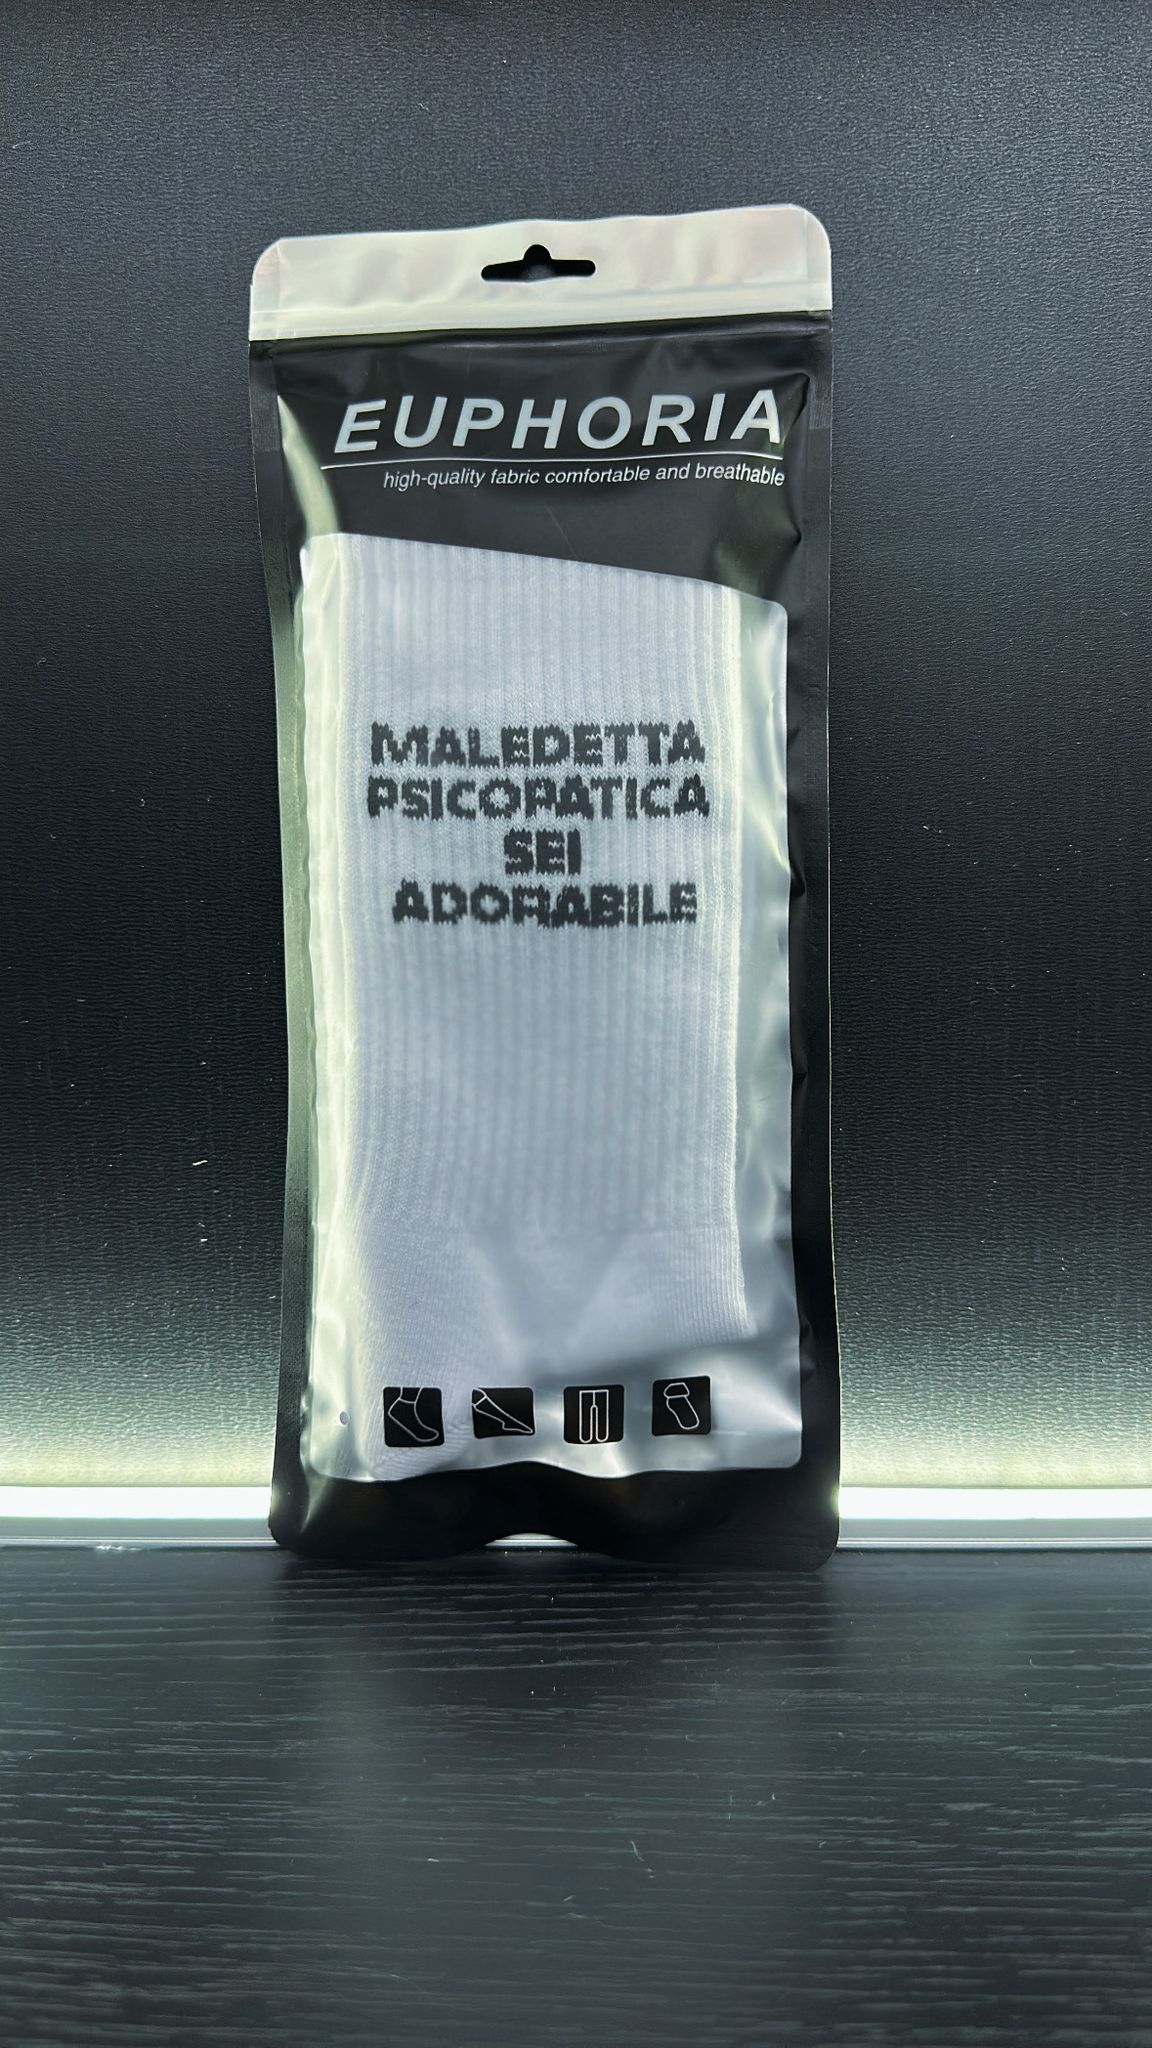 EUPHORIA
high-quality fabric comfortable and breathable
MALEDETTA
PSICOPATICA
SEI
ADORABILE